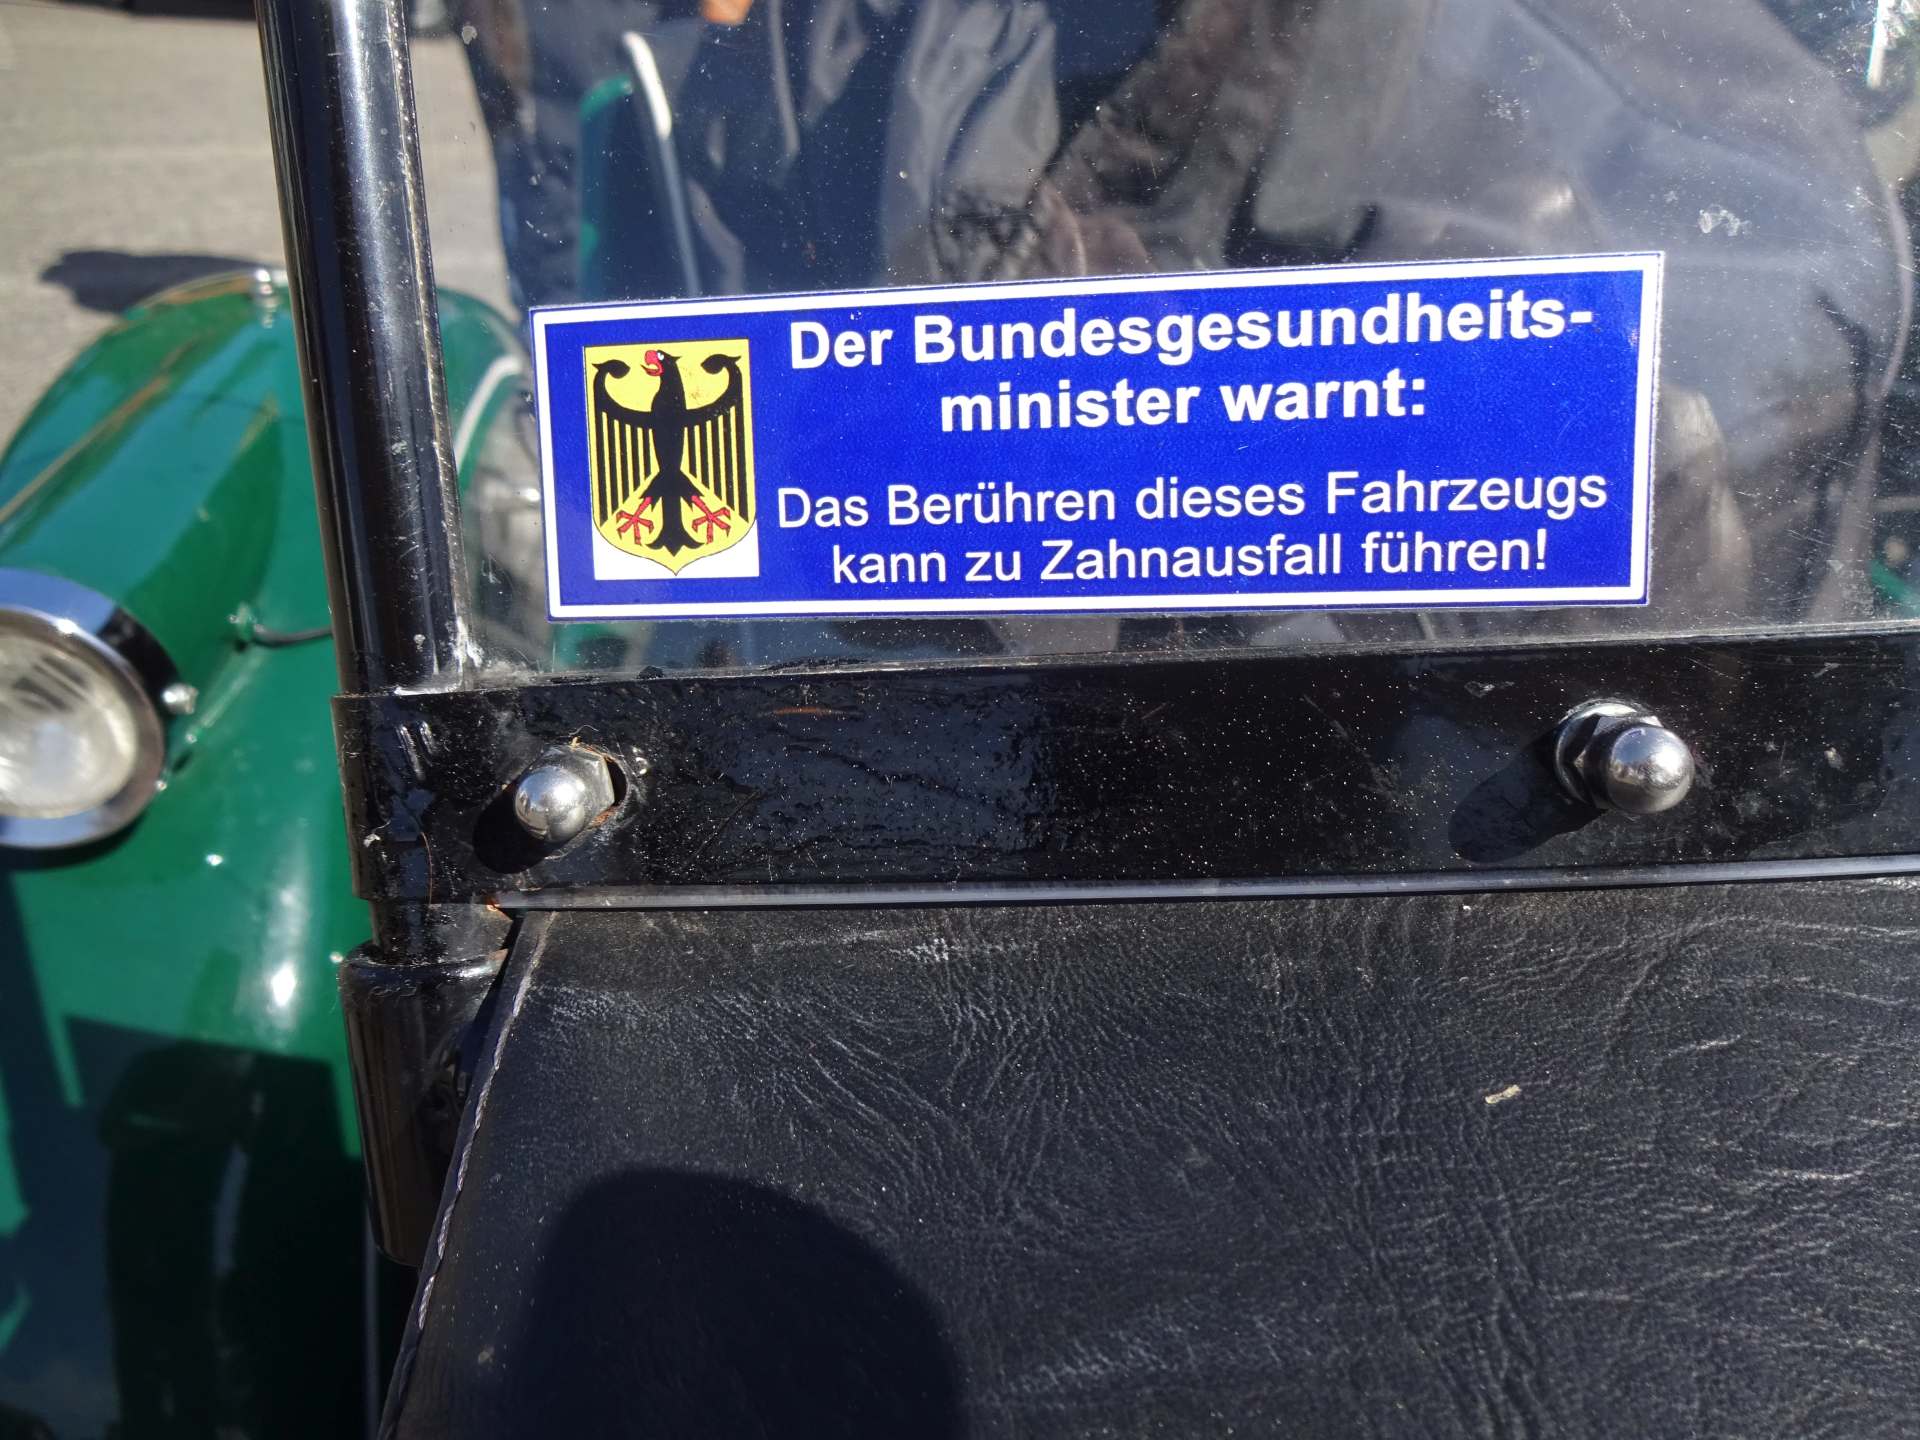 Der Bundesgesundheits-
minister warnt:
Das Berühren dieses Fahrzeugs
kann zu Zahnausfall führen!